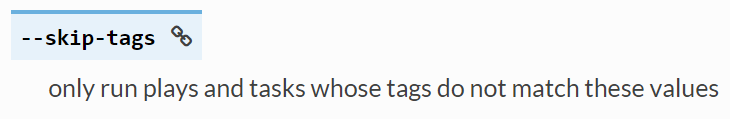 --skip-tags
only run plays and tasks whose tags do not match these values